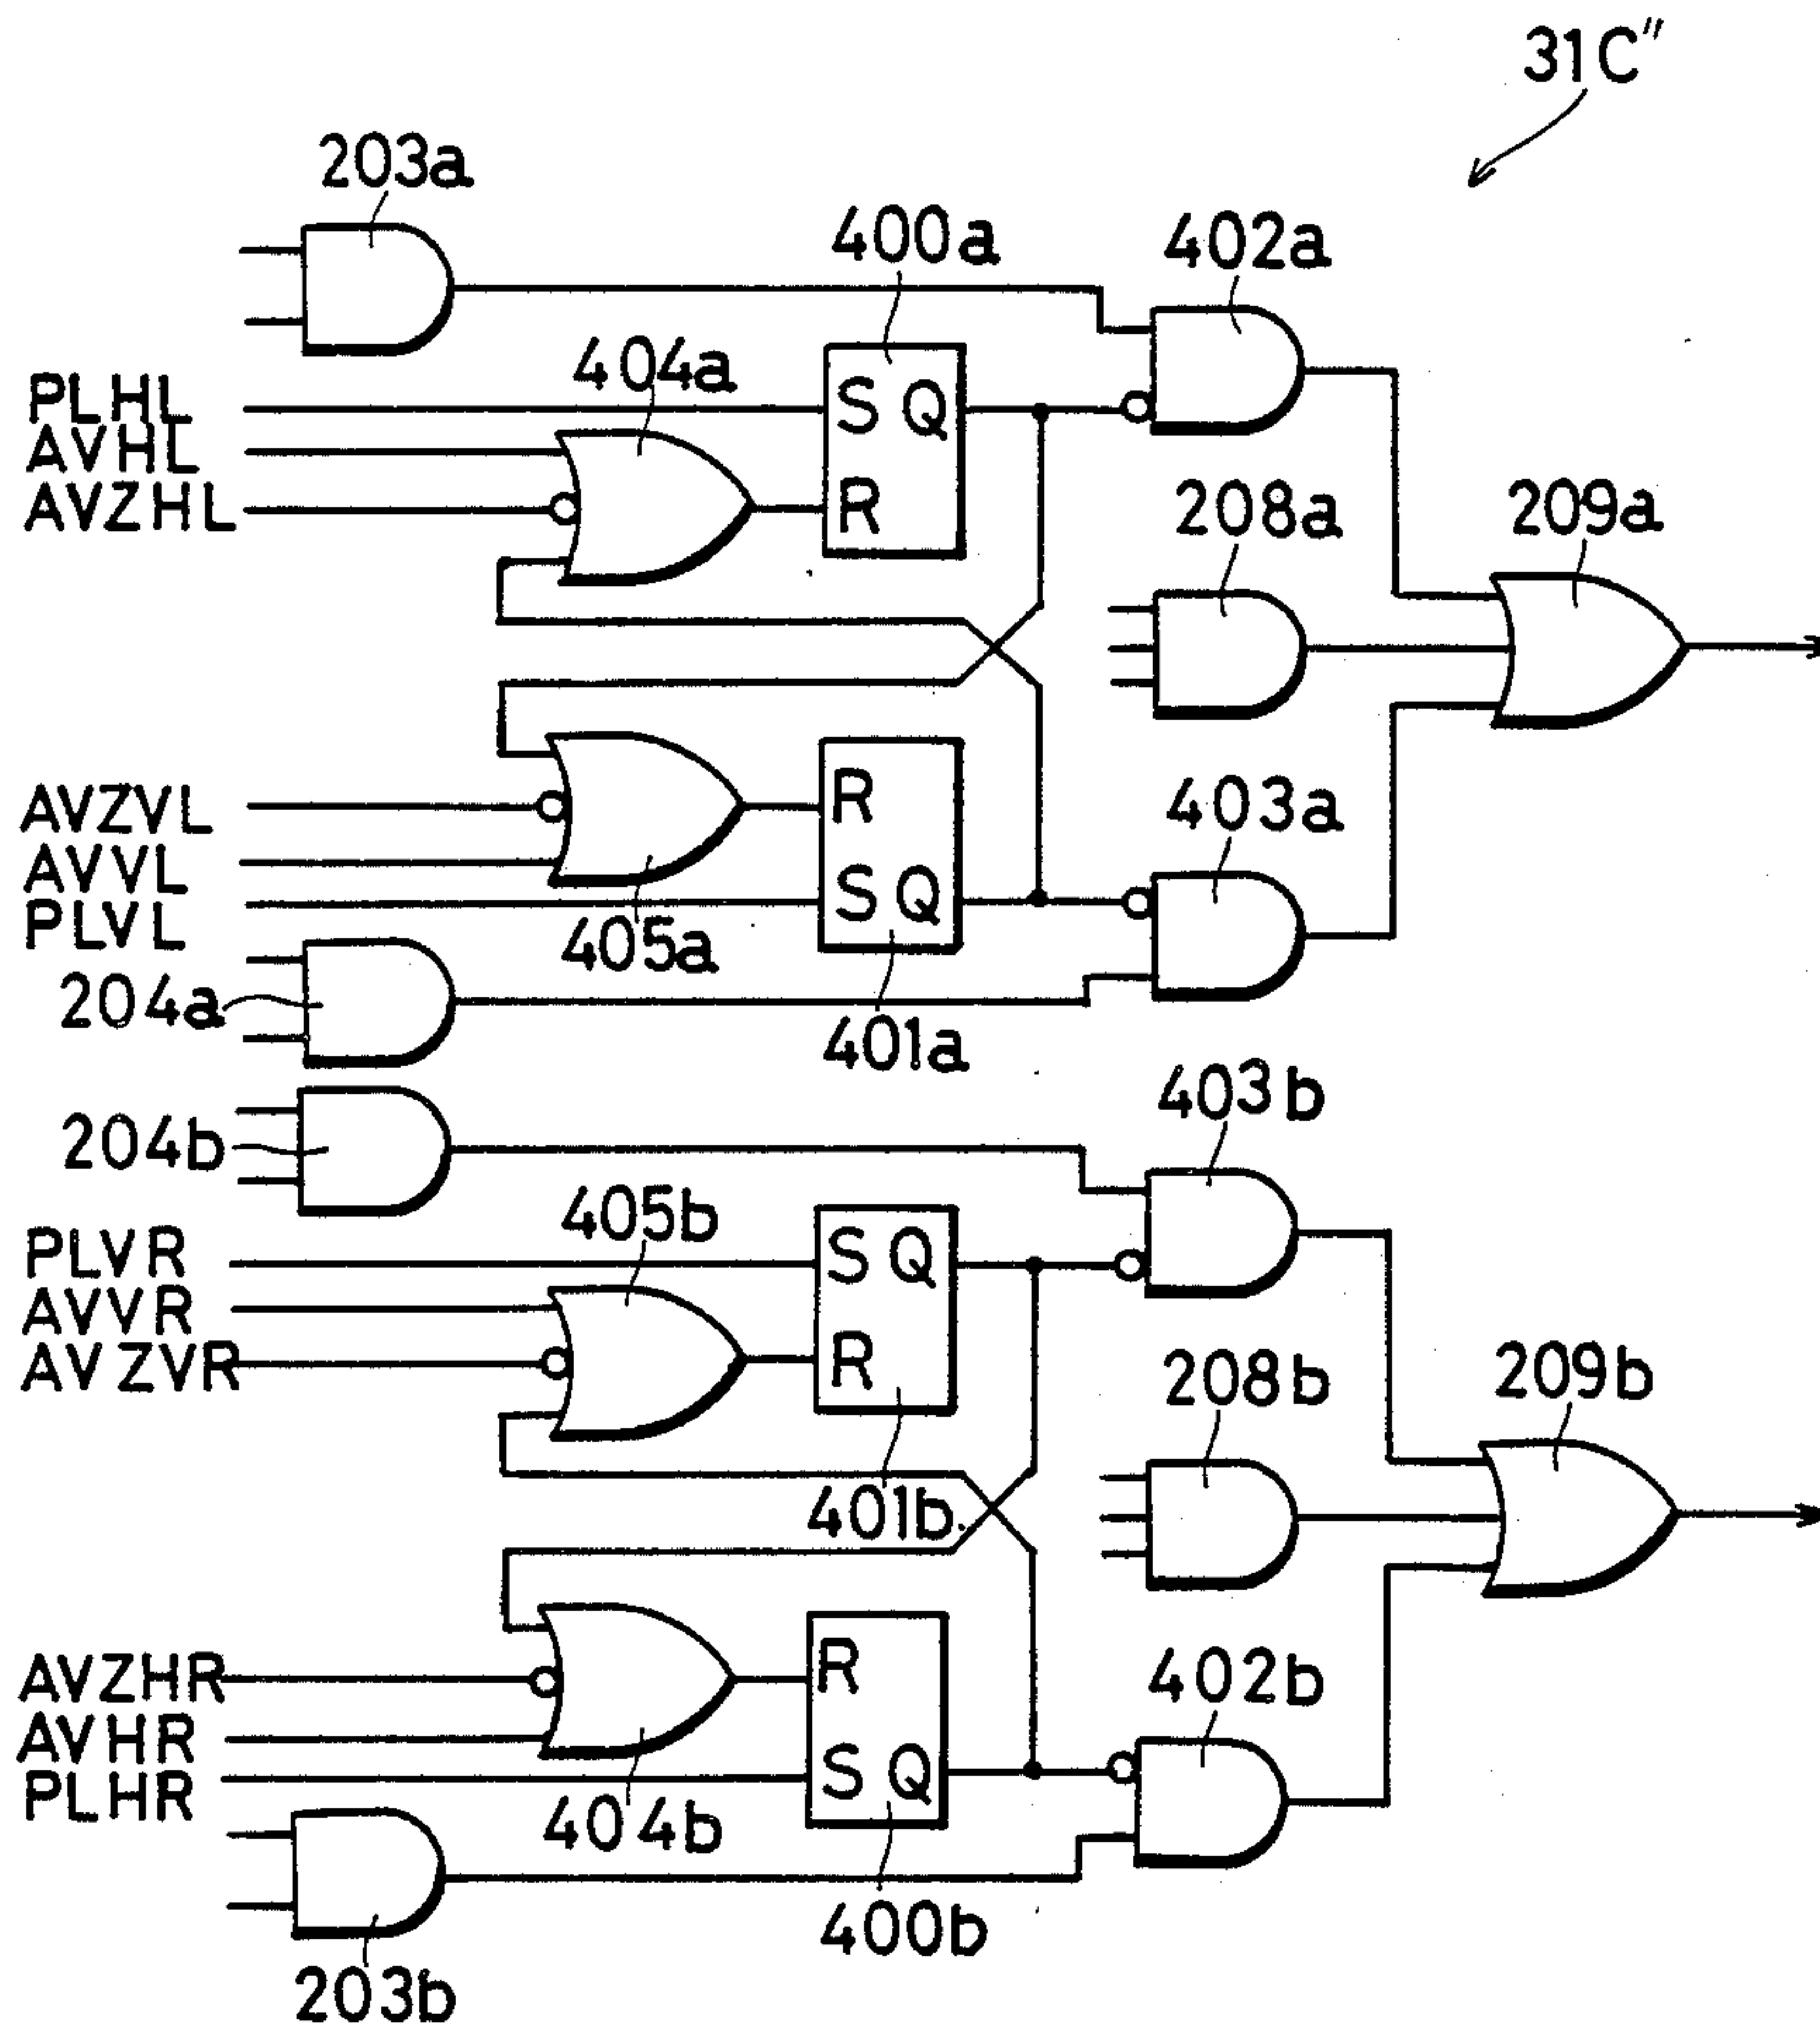 31C"
203a
400a
402a
404a
PLHL
S Q
AVHL
AVZHL
R
208a
209a
AVZVL
R
403a
AVVL
S Q
PLVL
405a
204a
401a
403b
204b
405b
PLVR
S Q
AVVR
AVZVR
R
208b
209b
401b
AVZHR
R
402b
AVHR
S Q
PLHR
404b
400b
203b